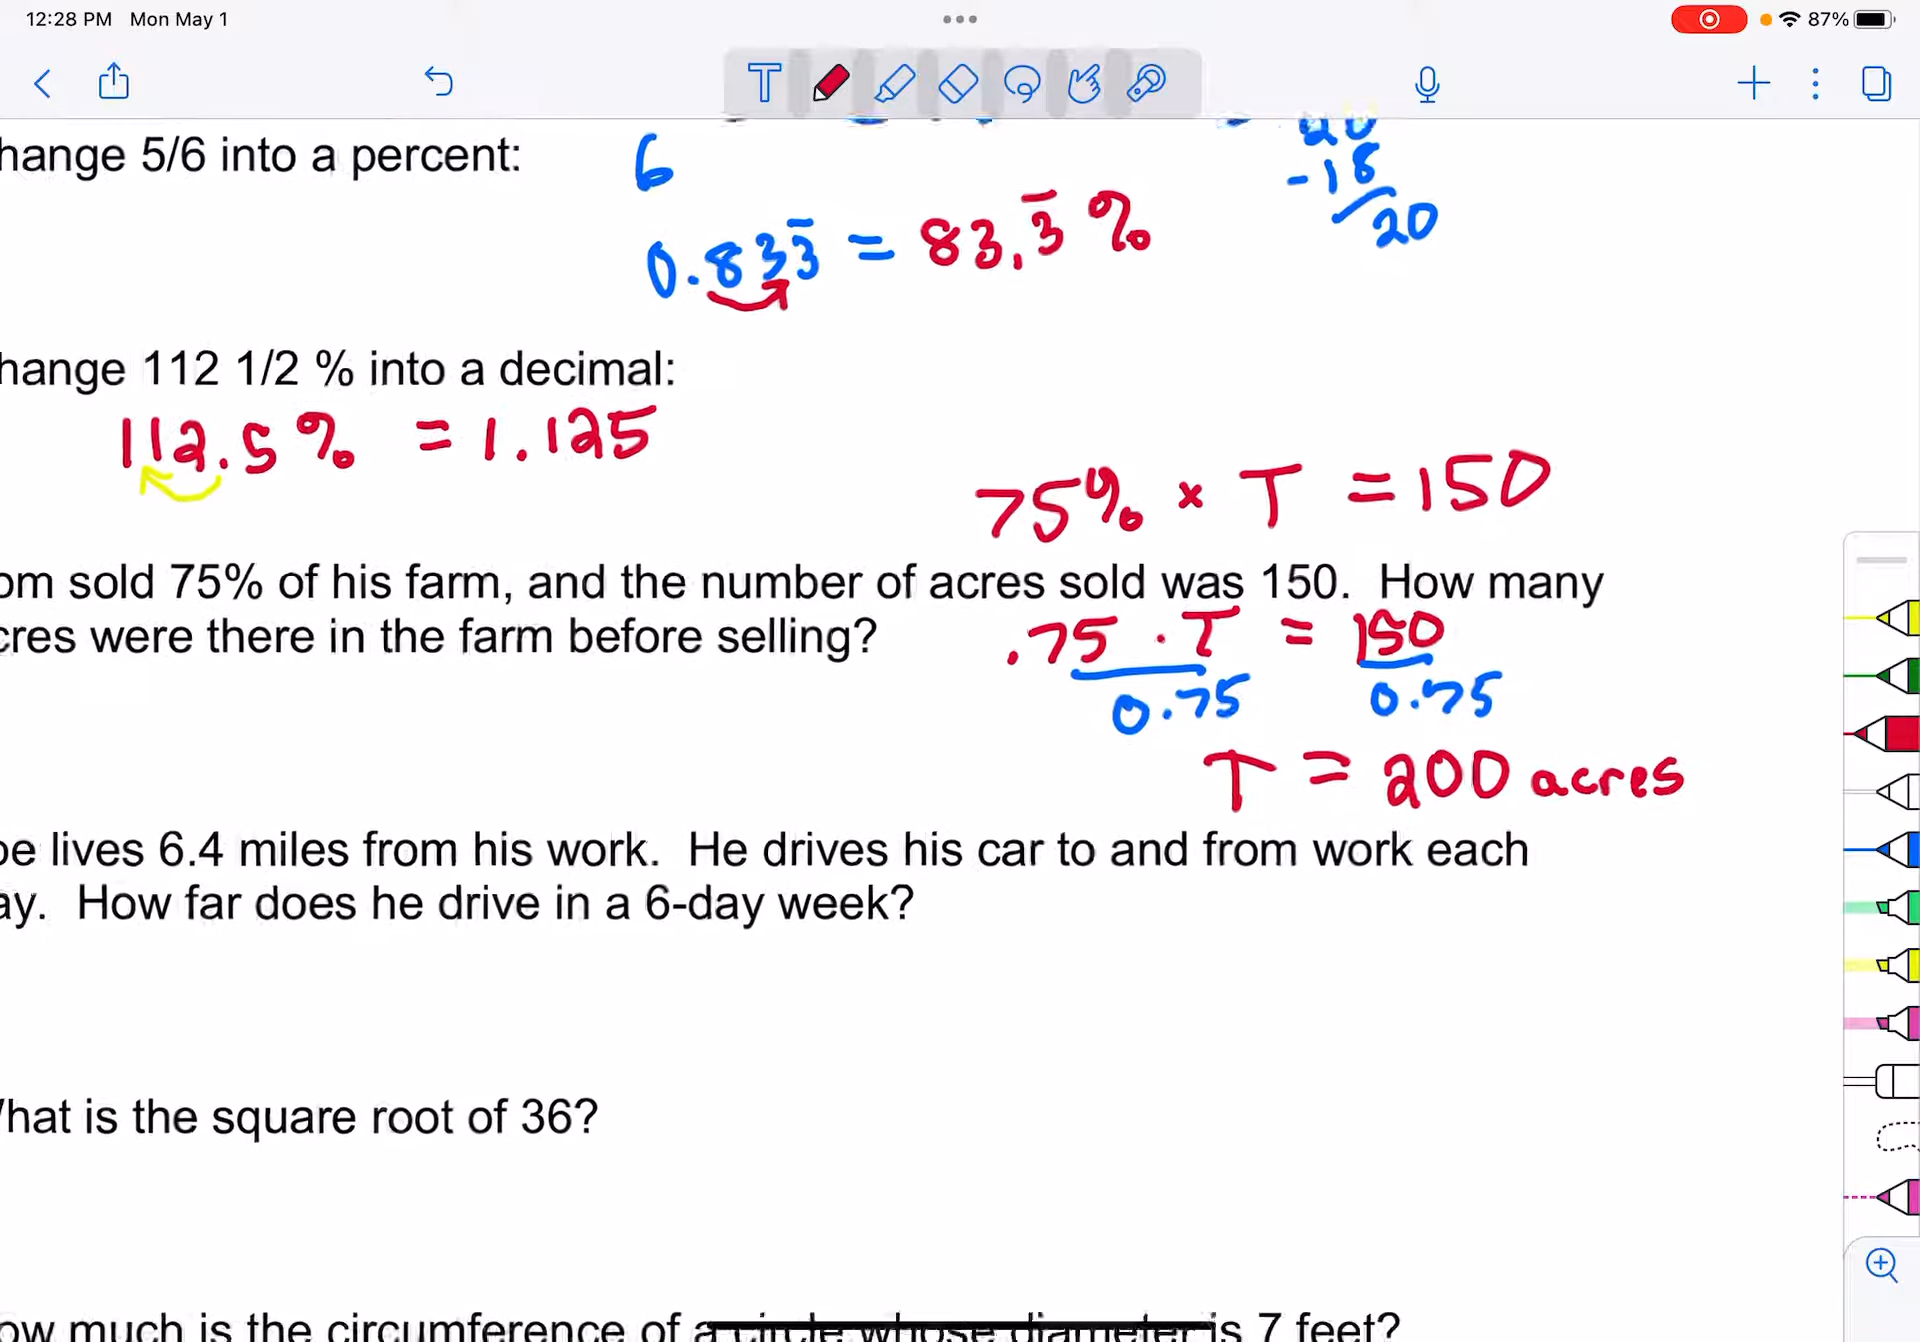 12:28 PM Mon May 1
87%
T
hange 5/6 into a percent:
6
20
-18
20
0.833̅ = 83.3̅ %
hange 112 1/2 % into a decimal:
112.5 % = 1.125
75% × T = 150
om sold 75% of his farm, and the number of acres sold was 150. How many
cres were there in the farm before selling?
.75 · T = 150
0.75 0.75
T = 200 acres
oe lives 6.4 miles from his work. He drives his car to and from work each
ay. How far does he drive in a 6-day week?
hat is the square root of 36?
ow much is the circumference of a circle whose diameter is 7 feet?